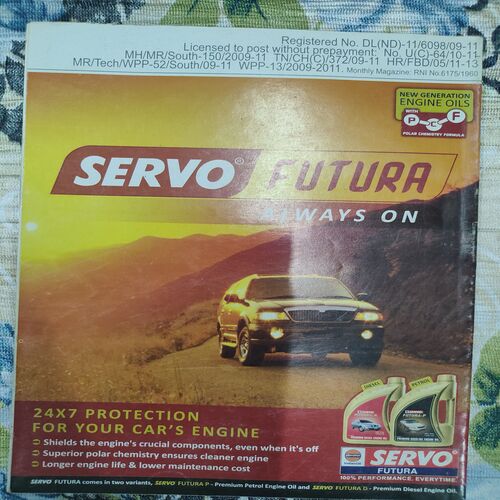 Registered No. DL(ND)-11/6098/09-11
Licensed to post without prepayment: No. U(C)-64/10-11
MH/MR/South-150/2009-11 TN/CH(C)/372/09-11 HR/FBD/05/11-13
MR/Tech/WPP-52/South/09-11 WPP-13/2009-2011. Monthly Magazine: RNI No.6175/1960
NEW GENERATION
ENGINE OILS
WITH
P F
POLAR CHEMISTRY FORMULA
SERVO® FUTURA
ALWAYS ON
24X7 PROTECTION
FOR YOUR CAR'S ENGINE
Shields the engine's crucial components, even when it's off
Superior polar chemistry ensures cleaner engine
Longer engine life & lower maintenance cost
DIESEL PETROL
SERVO
FUTURA
100% PERFORMANCE. EVERYTIME.
SERVO FUTURA comes in two variants, SERVO FUTURA P - Premium Petrol Engine Oil and SERVO FUTURA D - Premium Diesel Engine Oil.